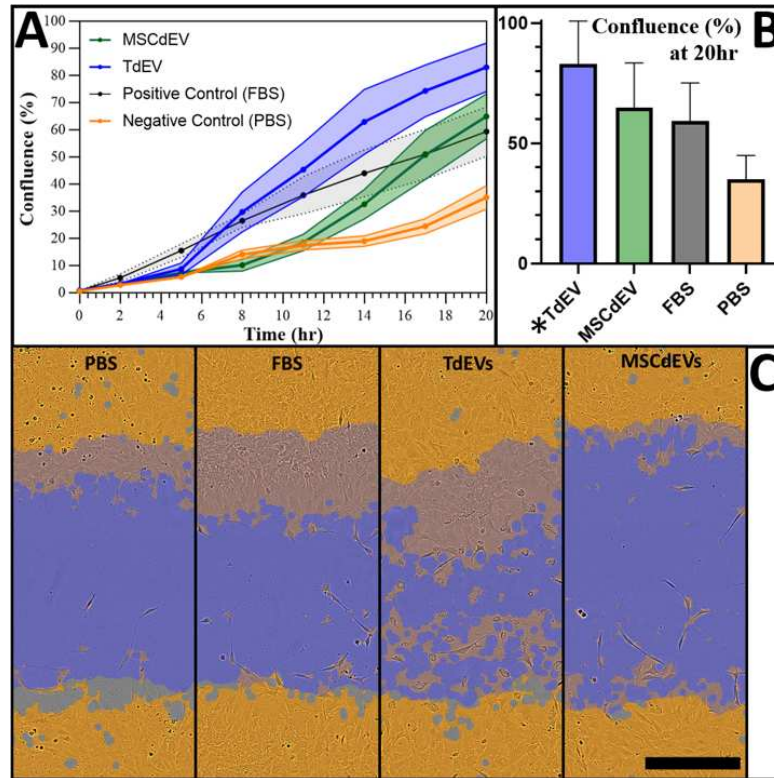 A
MSCdEV
TdEV
Positive Control (FBS)
Negative Control (PBS)
Confluence (%)
100
90
80
70
60
50
40
30
20
10
0
0 2 4 6 8 10 12 14 16 18 20
Time (hr)
B
Confluence (%)
at 20hr
100
50
0
*TdEV
MSCdEV
FBS
PBS
C
PBS
FBS
TdEVs
MSCdEVs